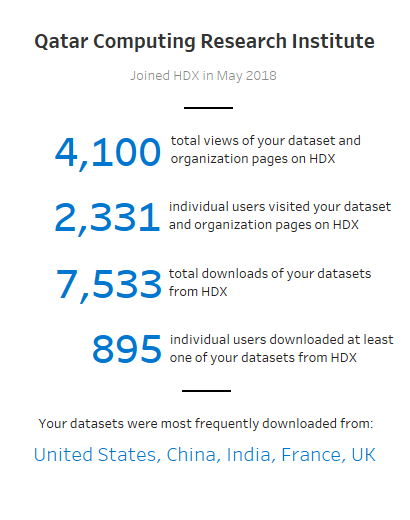 Qatar Computing Research Institute
Joined HDX in May 2018
4,100 total views of your dataset and
organization pages on HDX
2,331 individual users visited your dataset
and organization pages on HDX
7,533 total downloads of your datasets
from HDX
895 individual users downloaded at least
one of your datasets from HDX
Your datasets were most frequently downloaded from:
United States, China, India, France, UK